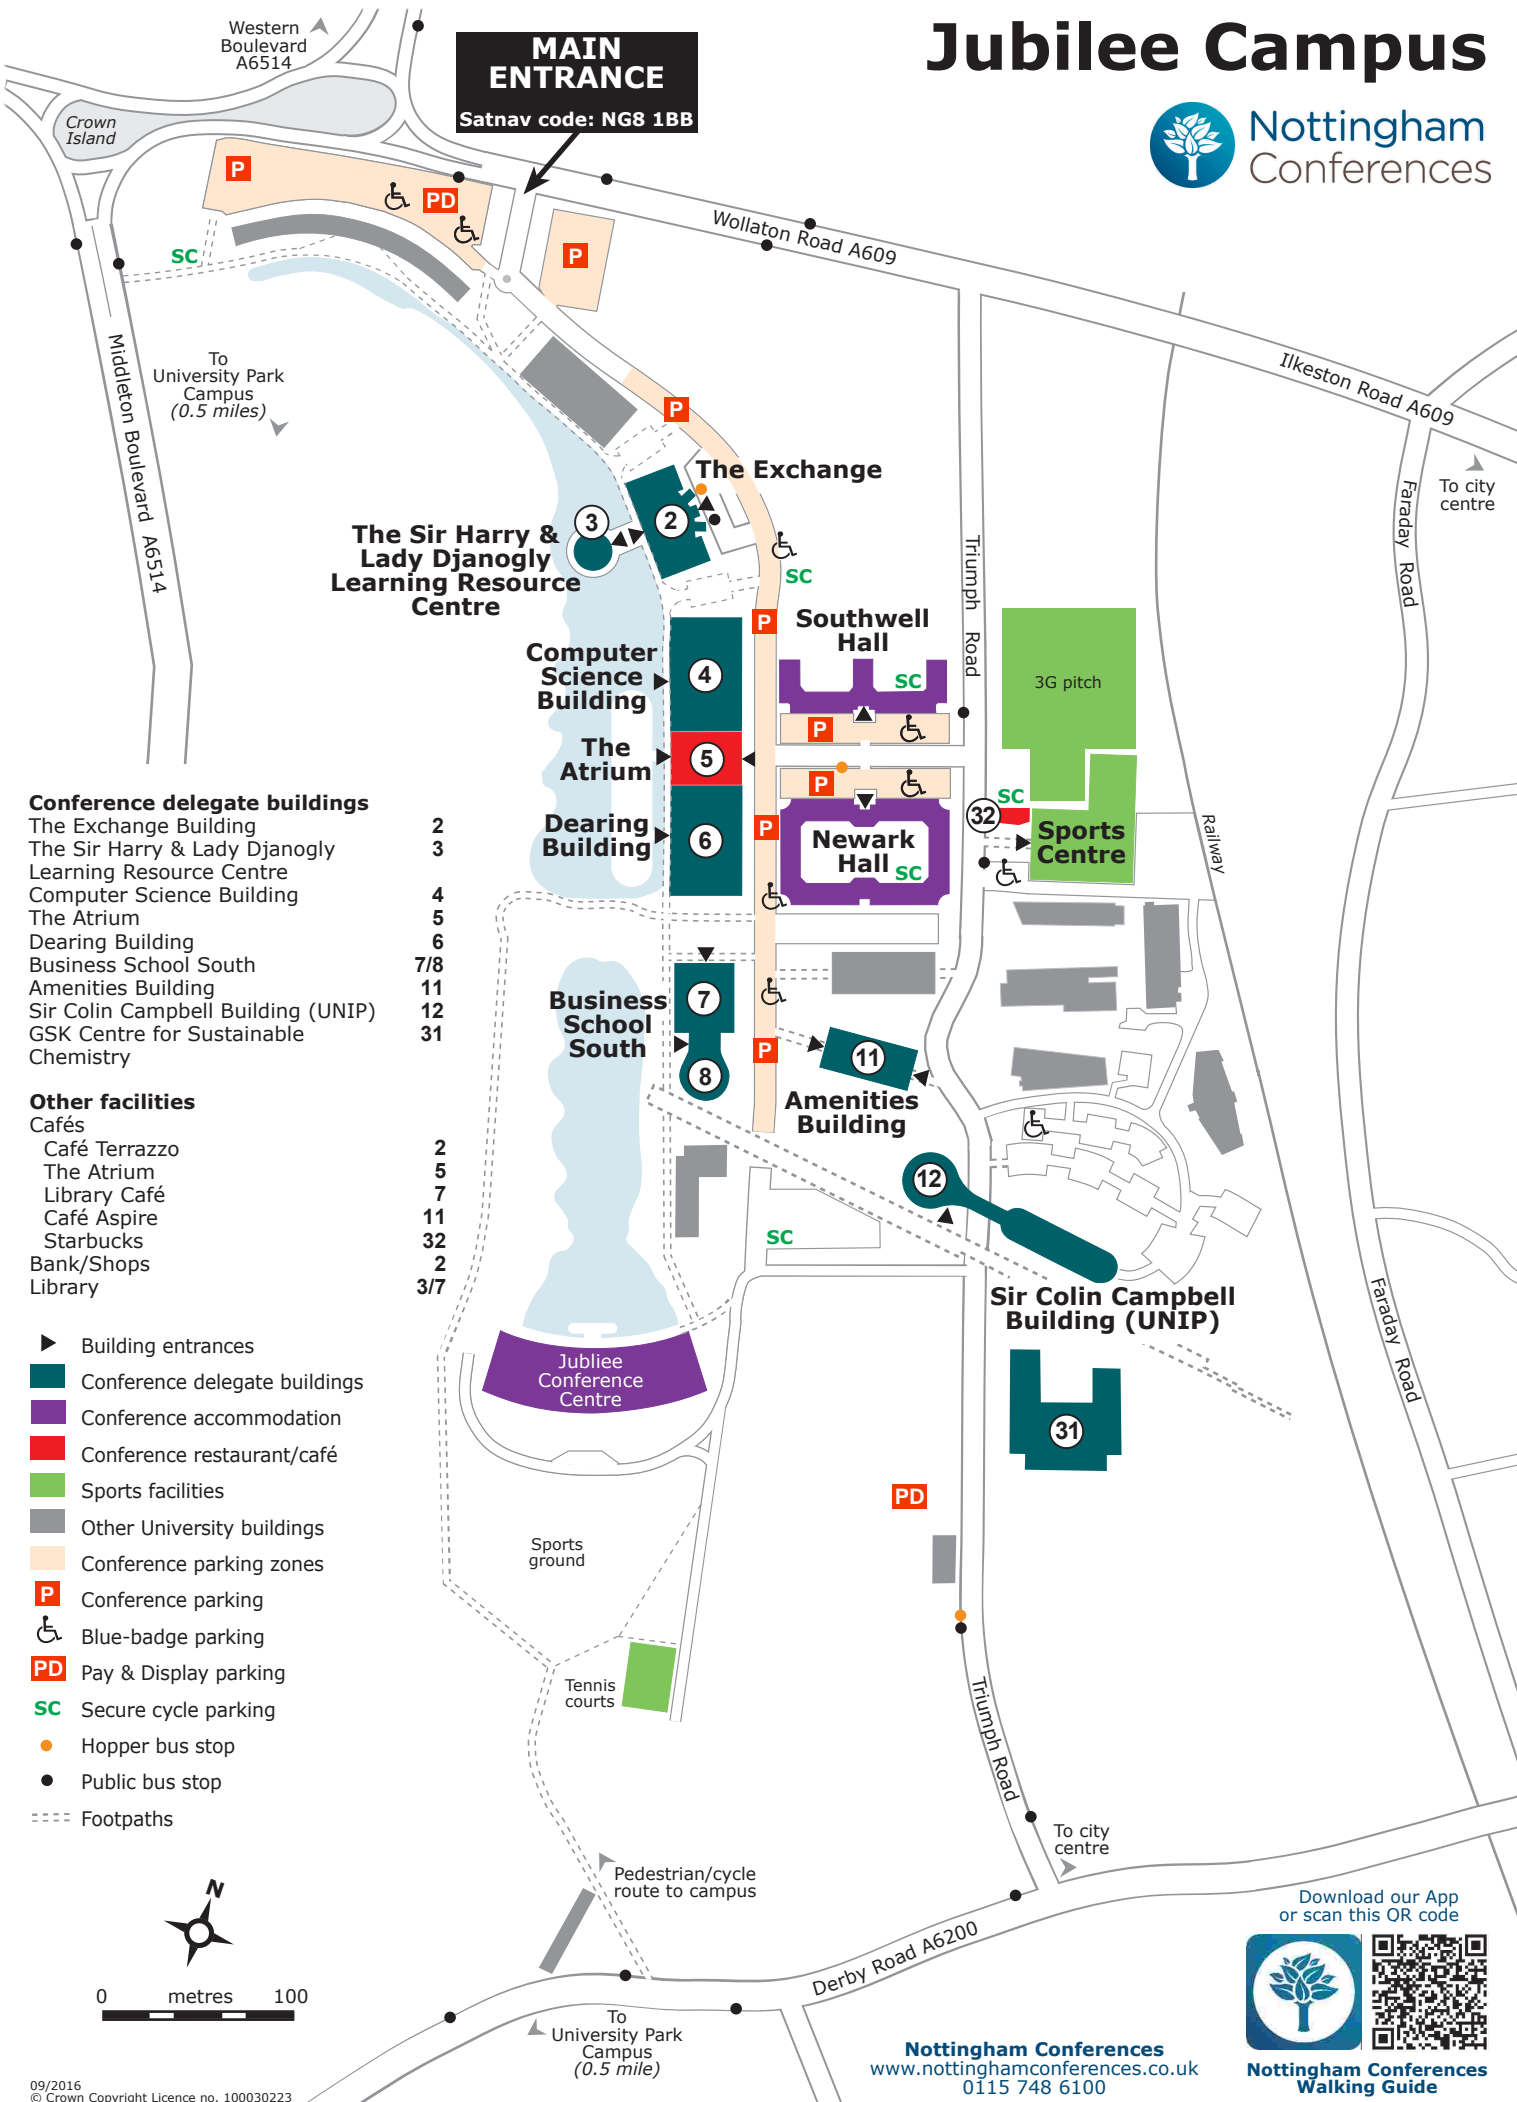 Jubilee Campus
Nottingham
Conferences
Western
Boulevard
A6514
MAIN
ENTRANCE
Satnav code: NG8 1BB
Crown
Island
P
PD
P
SC
Wollaton Road A609
Ilkeston Road A609
To city
centre
Faraday Road
Middleton Boulevard A6514
To
University Park
Campus
(0.5 miles)
P
The Exchange
2
3
The Sir Harry &
Lady Djanogly
Learning Resource
Centre
SC
Triumph Road
P
Southwell
Hall
SC
3G pitch
Computer
Science
Building
4
P
The
Atrium
5
P
SC
32
Sports
Centre
Railway
Dearing
Building
6
P
Newark
Hall
SC
Business
School
South
7
8
P
11
Amenities
Building
12
SC
Sir Colin Campbell
Building (UNIP)
Faraday Road
31
Jubliee
Conference
Centre
PD
Sports
ground
Tennis
courts
Triumph Road
To city
centre
Pedestrian/cycle
route to campus
Derby Road A6200
To
University Park
Campus
(0.5 mile)
Conference delegate buildings
The Exchange Building 2
The Sir Harry & Lady Djanogly 3
Learning Resource Centre
Computer Science Building 4
The Atrium 5
Dearing Building 6
Business School South 7/8
Amenities Building 11
Sir Colin Campbell Building (UNIP) 12
GSK Centre for Sustainable 31
Chemistry
Other facilities
Cafés
Café Terrazzo 2
The Atrium 5
Library Café 7
Café Aspire 11
Starbucks 32
Bank/Shops 2
Library 3/7
Building entrances
Conference delegate buildings
Conference accommodation
Conference restaurant/café
Sports facilities
Other University buildings
Conference parking zones
P Conference parking
Blue-badge parking
PD Pay & Display parking
SC Secure cycle parking
Hopper bus stop
Public bus stop
Footpaths
N
0 metres 100
09/2016
© Crown Copyright Licence no. 100030223
Nottingham Conferences
www.nottinghamconferences.co.uk
0115 748 6100
Download our App
or scan this QR code
Nottingham Conferences
Walking Guide